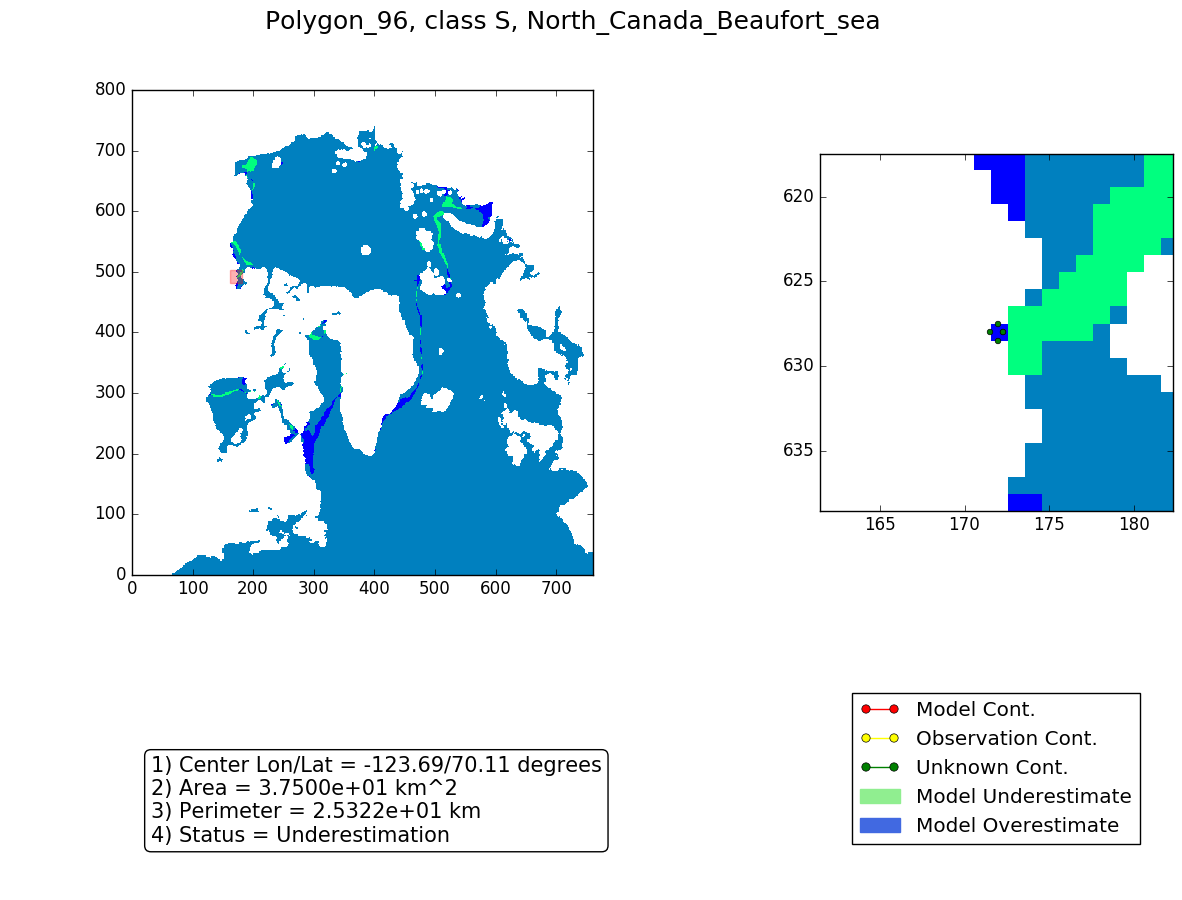 Polygon_96, class S, North_Canada_Beaufort_sea
800
700
600
500
400
300
200
100
0
0 100 200 300 400 500 600 700
620
625
630
635
165 170 175 180
1) Center Lon/Lat = -123.69/70.11 degrees
2) Area = 3.7500e+01 km^2
3) Perimeter = 2.5322e+01 km
4) Status = Underestimation
Model Cont.
Observation Cont.
Unknown Cont.
Model Underestimate
Model Overestimate